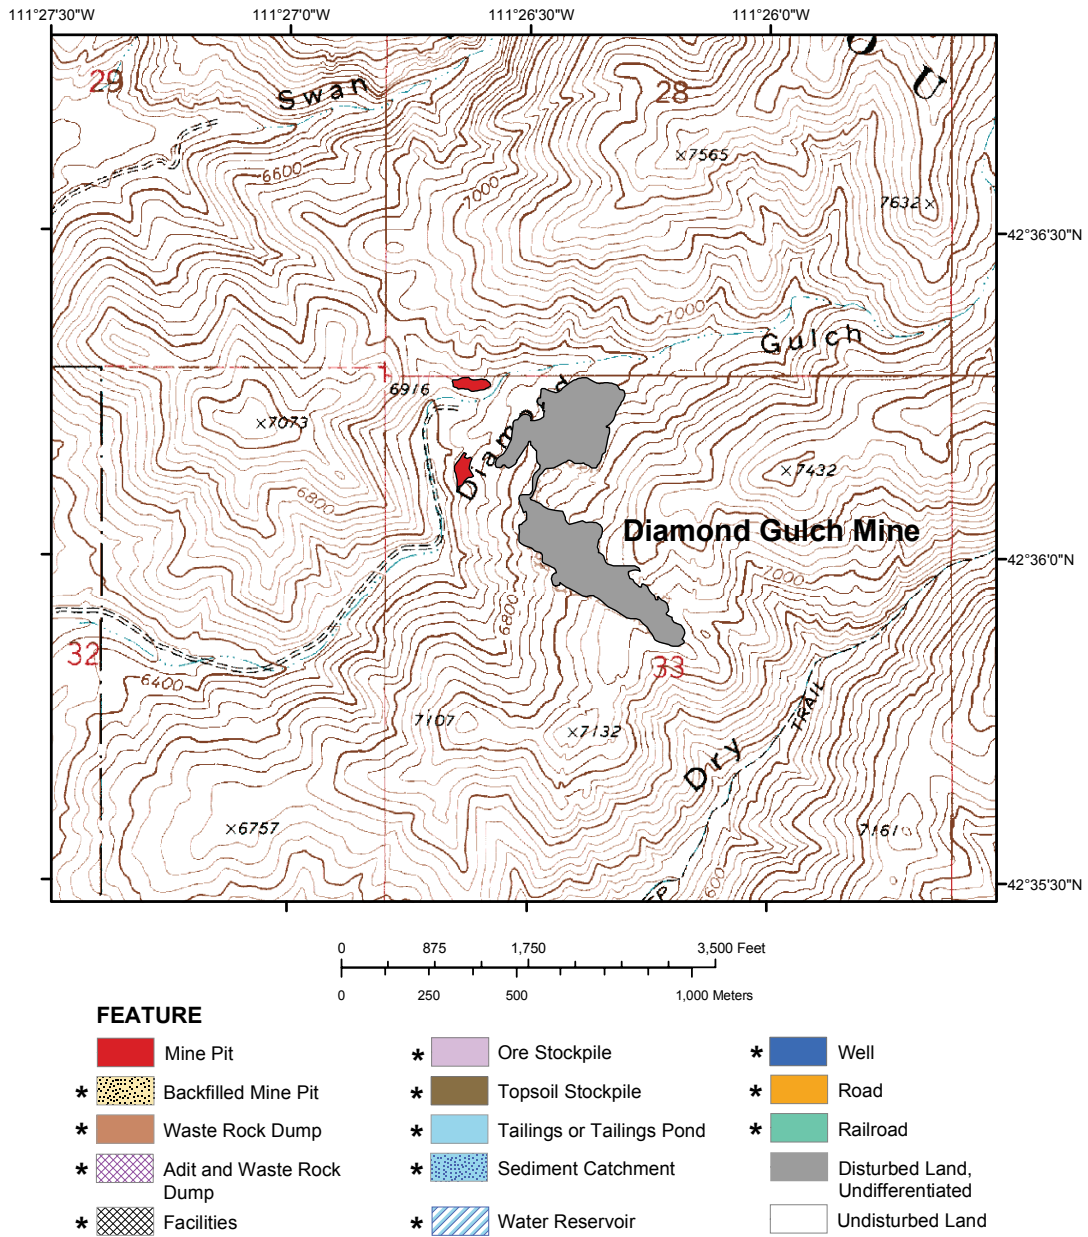 111°27'30"W 111°27'0"W 111°26'30"W 111°26'0"W
29
Swan
28
×7565
6600
7000
7632×
42°36'30"N
7000
Gulch
6916
×7073
Diamond
×7432
6800
Diamond Gulch Mine
42°36'0"N
7000
6800
32
33
6400
TRAIL
7107
×7132
Dry
×6757
7161
42°35'30"N
0 875 1,750 3,500 Feet
0 250 500 1,000 Meters
FEATURE
Mine Pit
* Backfilled Mine Pit
* Waste Rock Dump
* Adit and Waste Rock
Dump
* Facilities
* Ore Stockpile
* Topsoil Stockpile
* Tailings or Tailings Pond
* Sediment Catchment
* Water Reservoir
* Well
* Road
* Railroad
Disturbed Land,
Undifferentiated
Undisturbed Land